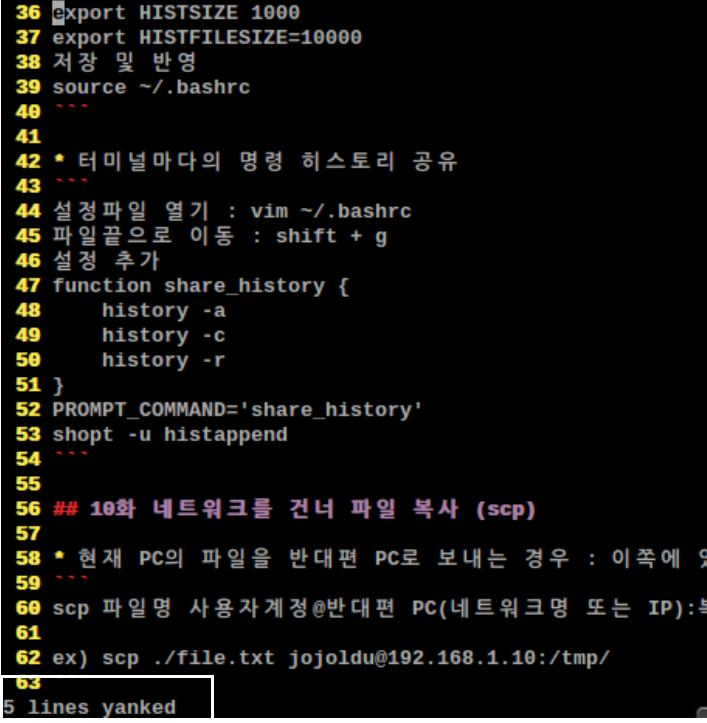 36 export HISTSIZE 1000
37 export HISTFILESIZE=10000
38 저장 및 반영
39 source ~/.bashrc
40 ```
41
42 * 터미널마다의 명령 히스토리 공유
43 ```
44 설정파일 열기 : vim ~/.bashrc
45 파일끝으로 이동 : shift + g
46 설정 추가
47 function share_history {
48     history -a
49     history -c
50     history -r
51 }
52 PROMPT_COMMAND='share_history'
53 shopt -u histappend
54 ```
55
56 ## 10화 네트워크를 건너 파일 복사 (scp)
57
58 * 현재 PC의 파일을 반대편 PC로 보내는 경우 : 이쪽에
59 ```
60 scp 파일명 사용자계정@반대편 PC(네트워크명 또는 IP):
61
62 ex) scp ./file.txt jojoldu@192.168.1.10:/tmp/
63
5 lines yanked